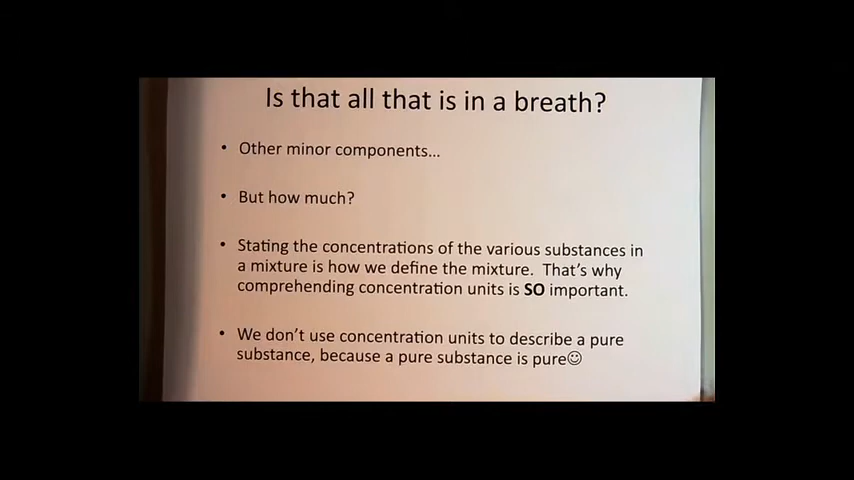 Is that all that is in a breath?
• Other minor components...
• But how much?
• Stating the concentrations of the various substances in
a mixture is how we define the mixture.  That's why
comprehending concentration units is SO important.
• We don't use concentration units to describe a pure
substance, because a pure substance is pure☺